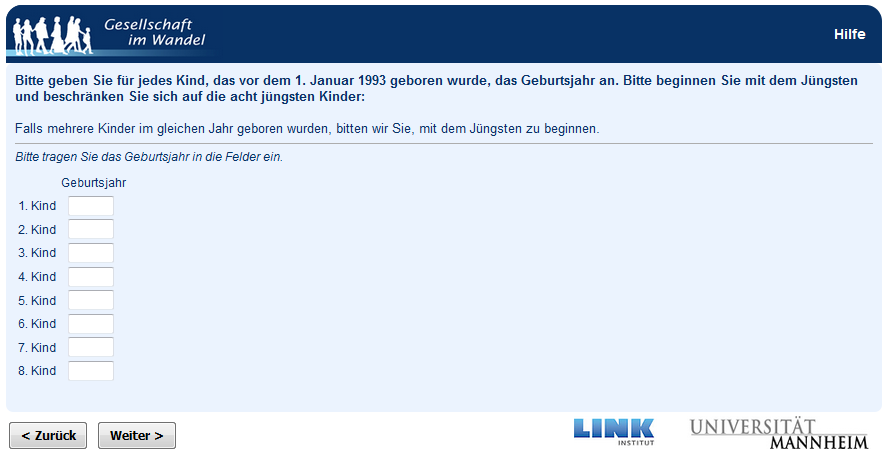 Gesellschaft
im Wandel
Hilfe
Bitte geben Sie für jedes Kind, das vor dem 1. Januar 1993 geboren wurde, das Geburtsjahr an. Bitte beginnen Sie mit dem Jüngsten
und beschränken Sie sich auf die acht jüngsten Kinder:
Falls mehrere Kinder im gleichen Jahr geboren wurden, bitten wir Sie, mit dem Jüngsten zu beginnen.
Bitte tragen Sie das Geburtsjahr in die Felder ein.
Geburtsjahr
1. Kind
2. Kind
3. Kind
4. Kind
5. Kind
6. Kind
7. Kind
8. Kind
< Zurück
Weiter >
LINK
INSTITUT
UNIVERSITÄT
MANNHEIM